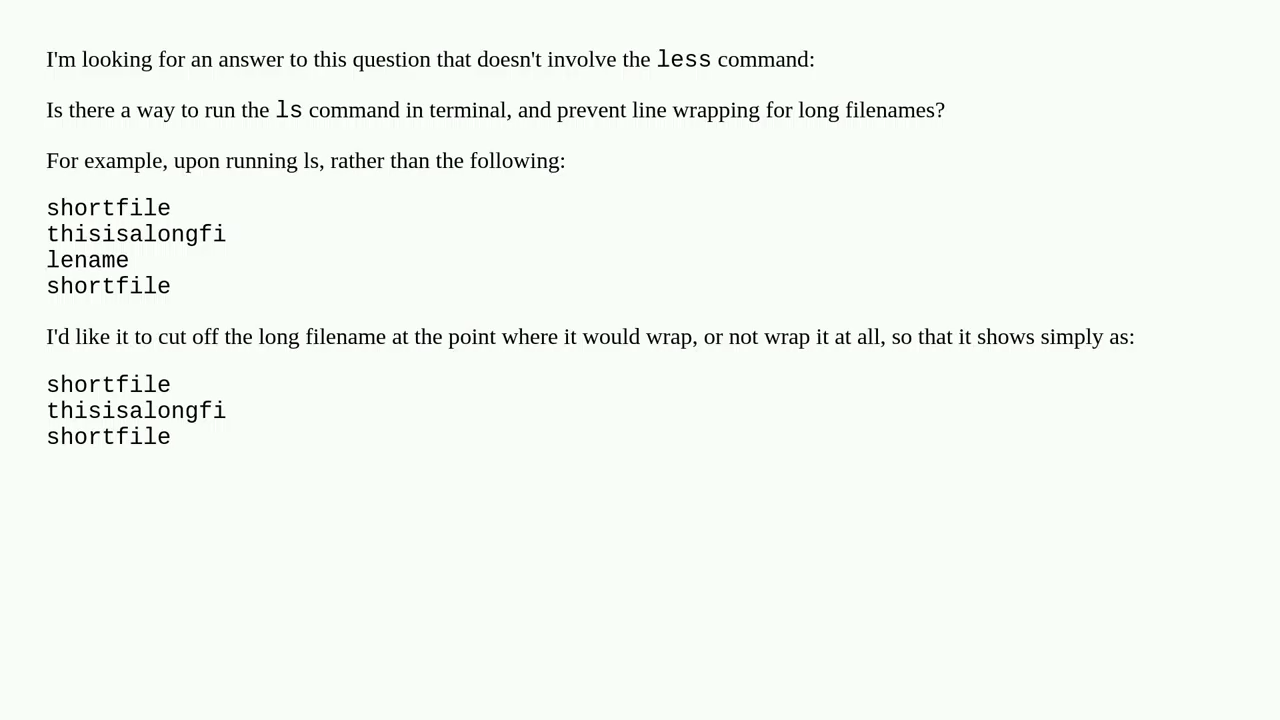 I'm looking for an answer to this question that doesn't involve the less command:
Is there a way to run the ls command in terminal, and prevent line wrapping for long filenames?
For example, upon running ls, rather than the following:
shortfile
thisisalongfi
lename
shortfile
I'd like it to cut off the long filename at the point where it would wrap, or not wrap it at all, so that it shows simply as:
shortfile
thisisalongfi
shortfile